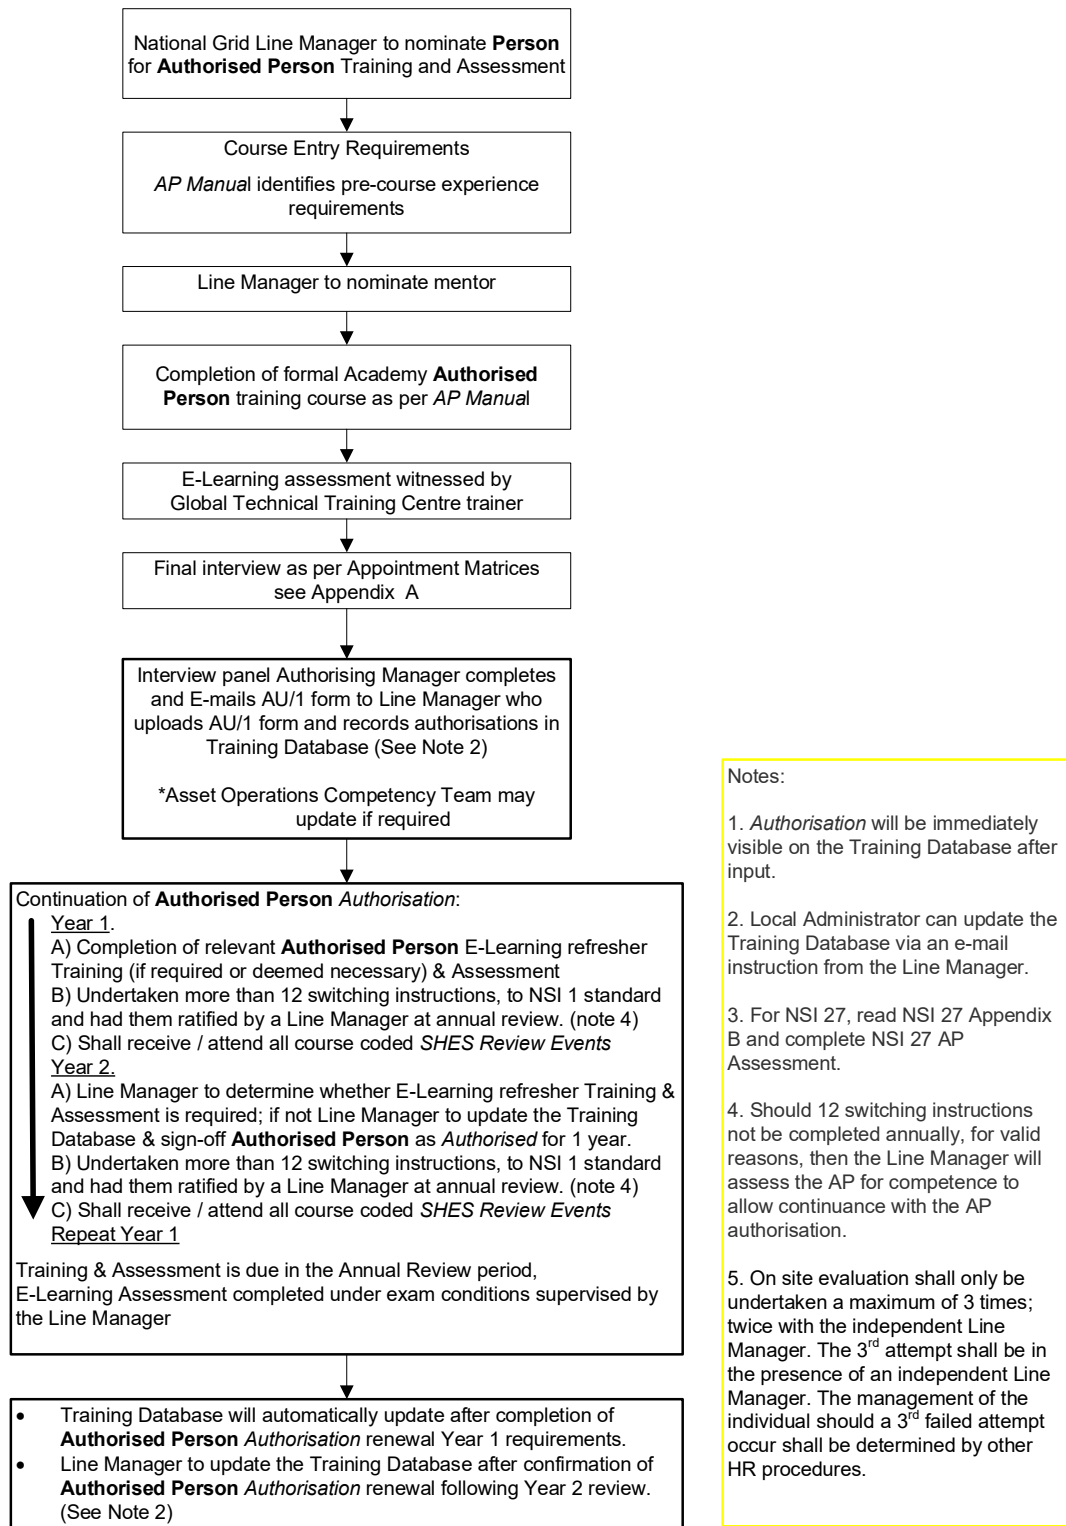 National Grid Line Manager to nominate Person
for Authorised Person Training and Assessment
Course Entry Requirements
AP Manual identifies pre-course experience
requirements
Line Manager to nominate mentor
Completion of formal Academy Authorised
Person training course as per AP Manual
E-Learning assessment witnessed by
Global Technical Training Centre trainer
Final interview as per Appointment Matrices
see Appendix A
Interview panel Authorising Manager completes
and E-mails AU/1 form to Line Manager who
uploads AU/1 form and records authorisations in
Training Database (See Note 2)
*Asset Operations Competency Team may
update if required
Continuation of Authorised Person Authorisation:
Year 1.
A) Completion of relevant Authorised Person E-Learning refresher
Training (if required or deemed necessary) & Assessment
B) Undertaken more than 12 switching instructions, to NSI 1 standard
and had them ratified by a Line Manager at annual review. (note 4)
C) Shall receive / attend all course coded SHES Review Events
Year 2.
A) Line Manager to determine whether E-Learning refresher Training &
Assessment is required; if not Line Manager to update the Training
Database & sign-off Authorised Person as Authorised for 1 year.
B) Undertaken more than 12 switching instructions, to NSI 1 standard
and had them ratified by a Line Manager at annual review. (note 4)
C) Shall receive / attend all course coded SHES Review Events
Repeat Year 1
Training & Assessment is due in the Annual Review period,
E-Learning Assessment completed under exam conditions supervised by
the Line Manager
• Training Database will automatically update after completion of
Authorised Person Authorisation renewal Year 1 requirements.
• Line Manager to update the Training Database after confirmation of
Authorised Person Authorisation renewal following Year 2 review.
(See Note 2)
Notes:
1. Authorisation will be immediately
visible on the Training Database after
input.
2. Local Administrator can update the
Training Database via an e-mail
instruction from the Line Manager.
3. For NSI 27, read NSI 27 Appendix
B and complete NSI 27 AP
Assessment.
4. Should 12 switching instructions
not be completed annually, for valid
reasons, then the Line Manager will
assess the AP for competence to
allow continuance with the AP
authorisation.
5. On site evaluation shall only be
undertaken a maximum of 3 times;
twice with the independent Line
Manager. The 3rd attempt shall be in
the presence of an independent Line
Manager. The management of the
individual should a 3rd failed attempt
occur shall be determined by other
HR procedures.